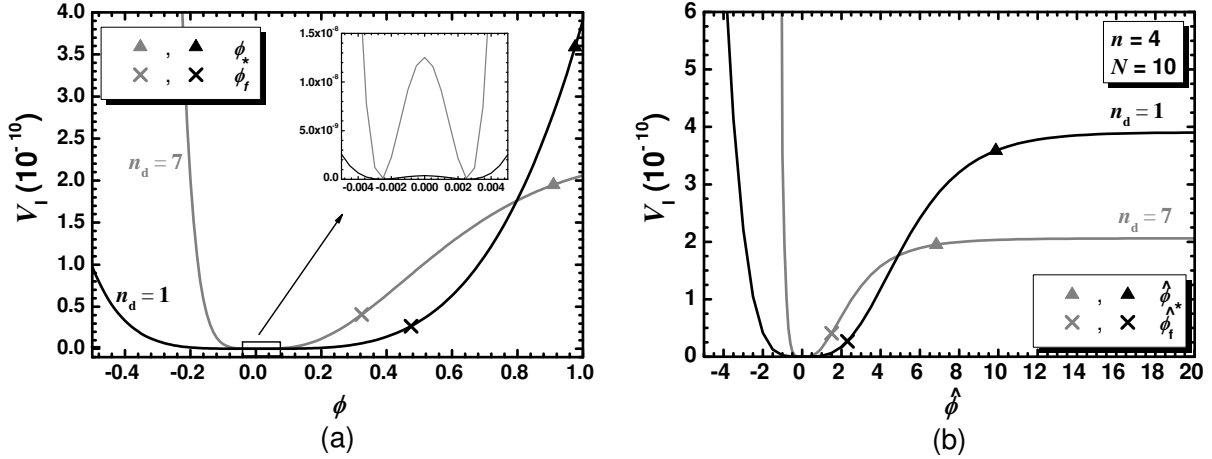 4.0
3.5
3.0
2.5
2.0
1.5
1.0
0.5
0.0
V_I (10^-10)
▲ , ▲ ϕ_*
✕ , ✕ ϕ_f
n_d = 7
n_d = 1
1.5x10^-8
1.0x10^-8
5.0x10^-9
0.0
-0.004 -0.002 0.000 0.002 0.004
-0.4 -0.2 0.0 0.2 0.4 0.6 0.8 1.0
ϕ
(a)
6
5
4
3
2
1
0
V_I (10^-10)
n = 4
N = 10
n_d = 1
n_d = 7
▲ , ▲ ϕ̂_*
✕ , ✕ ϕ̂_f
-4 -2 0 2 4 6 8 10 12 14 16 18 20
ϕ̂
(b)